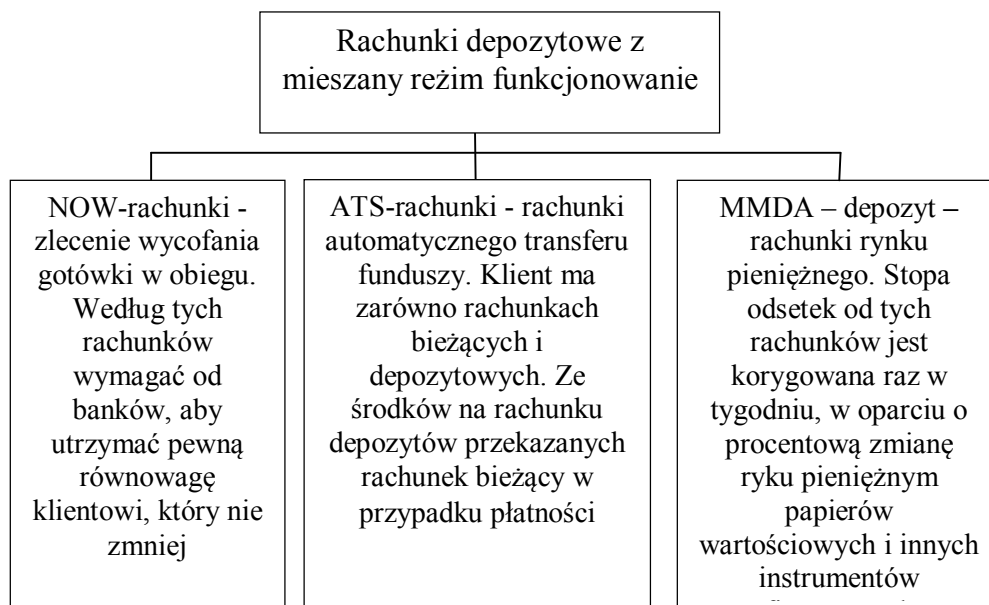 Rachunki depozytowe z
mieszany reżim funkcjonowanie
NOW-rachunki -
zlecenie wycofania
gotówki w obiegu.
Według tych
rachunków
wymagać od
banków, aby
utrzymać pewną
równowagę
klientowi, który nie
zmniej
ATS-rachunki - rachunki
automatycznego transferu
funduszy. Klient ma
zarówno rachunkach
bieżących i
depozytowych. Ze
środków na rachunku
depozytów przekazanych
rachunek bieżący w
przypadku płatności
MMDA – depozyt –
rachunki rynku
pieniężnego. Stopa
odsetek od tych
rachunków jest
korygowana raz w
tygodniu, w oparciu o
procentową zmianę
ryku pieniężnym
papierów
wartościowych i innych
instrumentów